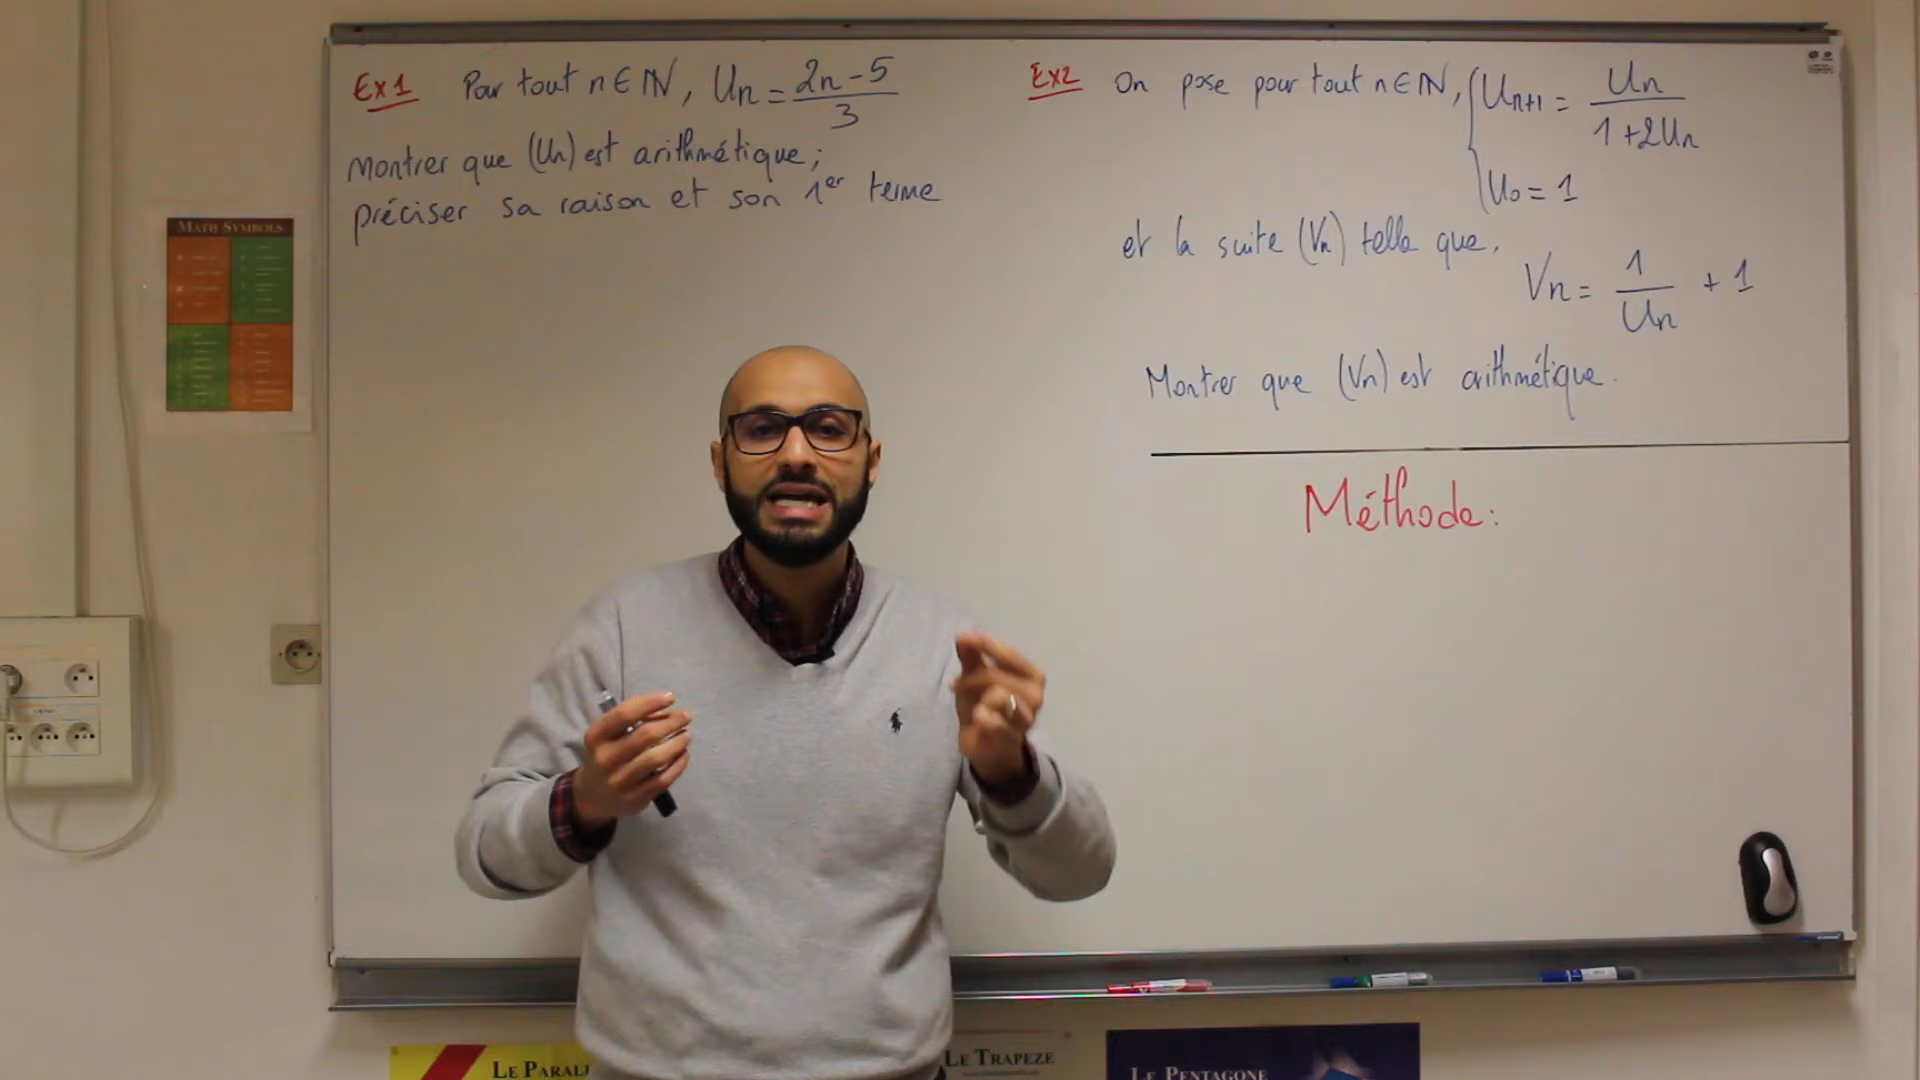 Ex1 Pour tout n ∈ ℕ, Un = (2n - 5)/3
Montrer que (Un) est arithmétique;
préciser sa raison et son 1er terme
Ex2 On pose pour tout n ∈ ℕ, { Un+1 = Un/(1 + 2Un)
U0 = 1
et la suite (Vn) telle que,
Vn = 1/Un + 1
Montrer que (Vn) est arithmétique.
Méthode:
MATH SYMBOLS
LE PARALL
LE TRAPEZE
LE PENTAGONE